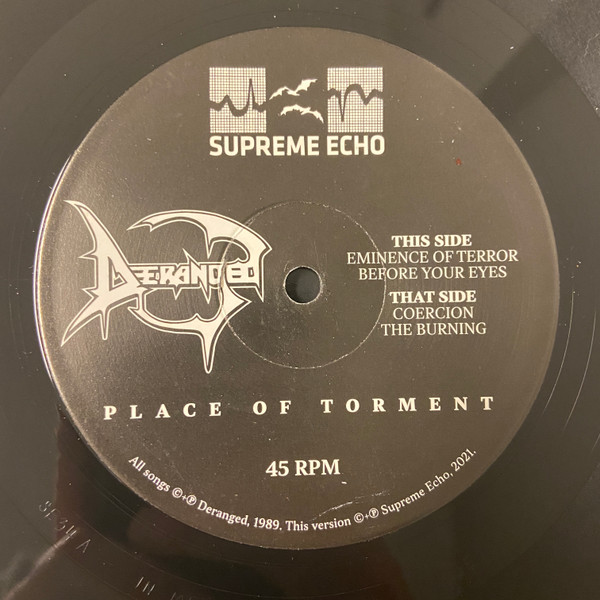 SUPREME ECHO
DERANGED
THIS SIDE
EMINENCE OF TERROR
BEFORE YOUR EYES
THAT SIDE
COERCION
THE BURNING
PLACE OF TORMENT
45 RPM
All songs ©+℗ Deranged, 1989. This version ©+℗ Supreme Echo, 2021.